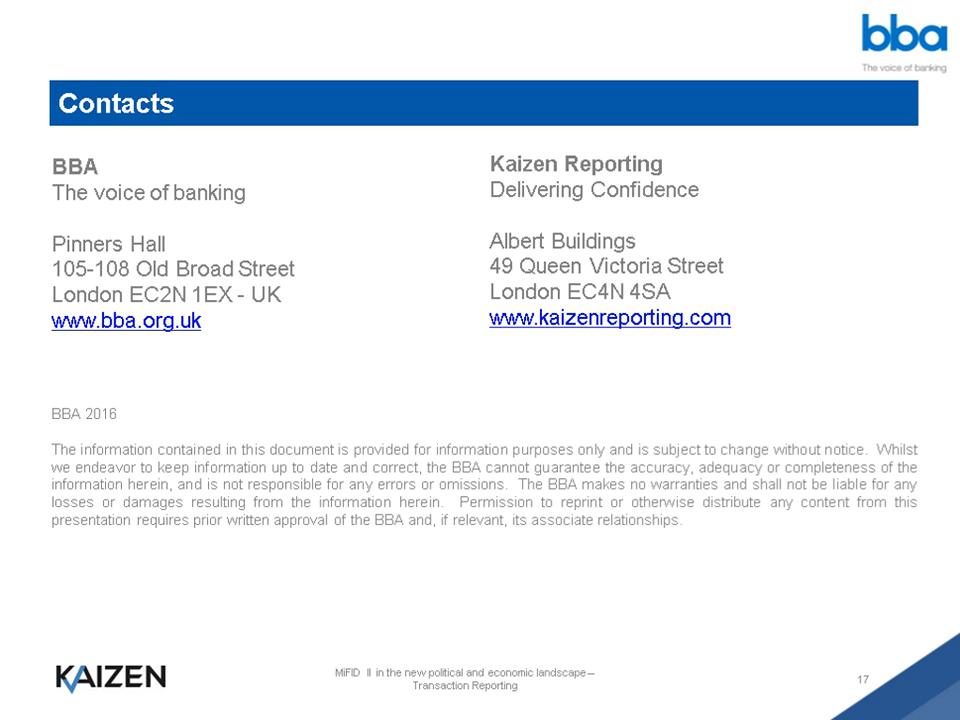 bba
The voice of banking
Contacts
BBA
The voice of banking
Pinners Hall
105-108 Old Broad Street
London EC2N 1EX - UK
www.bba.org.uk
Kaizen Reporting
Delivering Confidence
Albert Buildings
49 Queen Victoria Street
London EC4N 4SA
www.kaizenreporting.com
BBA 2016
The information contained in this document is provided for information purposes only and is subject to change without notice. Whilst
we endeavor to keep information up to date and correct, the BBA cannot guarantee the accuracy, adequacy or completeness of the
information herein, and is not responsible for any errors or omissions. The BBA makes no warranties and shall not be liable for any
losses or damages resulting from the information herein. Permission to reprint or otherwise distribute any content from this
presentation requires prior written approval of the BBA and, if relevant, its associate relationships.
KAIZEN
MiFID II in the new political and economic landscape –
Transaction Reporting
17